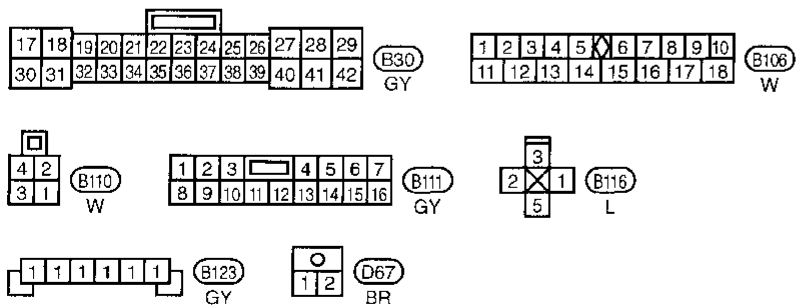 17 18 19 20 21 22 23 24 25 26 27 28 29
30 31 32 33 34 35 36 37 38 39 40 41 42
B30
GY
1 2 3 4 5 6 7 8 9 10
11 12 13 14 15 16 17 18
B106
W
4 2
3 1
B110
W
1 2 3 4 5 6 7
8 9 10 11 12 13 14 15 16
B111
GY
3
2 1
5
B116
L
1 1 1 1 1 1
B123
GY
1 2
D67
BR